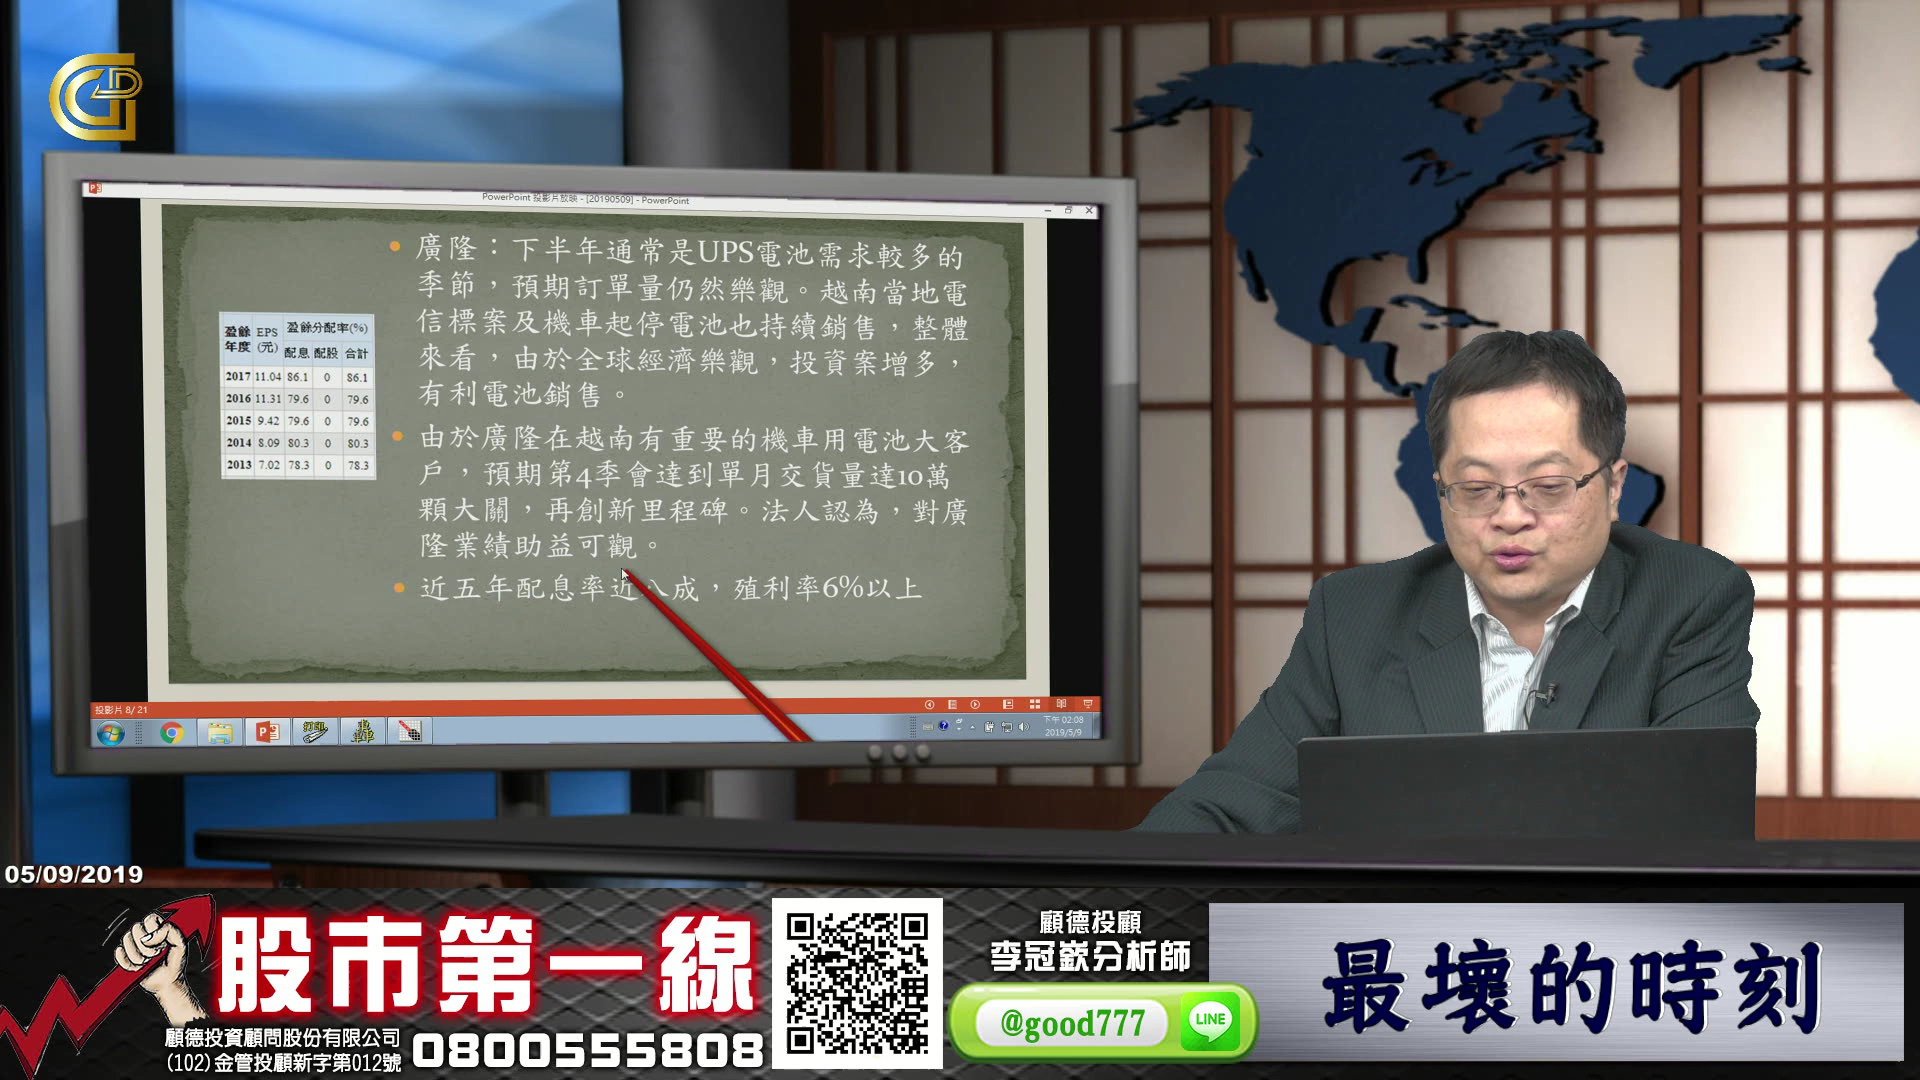 PowerPoint 投影片放映 - [20190509] - PowerPoint
廣隆：下半年通常是UPS電池需求較多的
季節，預期訂單量仍然樂觀。越南當地電
信標案及機車起停電池也持續銷售，整體
來看，由於全球經濟樂觀，投資案增多，
有利電池銷售。
由於廣隆在越南有重要的機車用電池大客
戶，預期第4季會達到單月交貨量達10萬
顆大關，再創新里程碑。法人認為，對廣
隆業績助益可觀。
近五年配息率近八成，殖利率6%以上
盈餘年度 EPS(元) 盈餘分配率(%)
配息 配股 合計
2017 11.04 86.1 0 86.1
2016 11.31 79.6 0 79.6
2015 9.42 79.6 0 79.6
2014 8.09 80.3 0 80.3
2013 7.02 78.3 0 78.3
投影片 8/ 21
下午 02:08
2019/5/9
05/09/2019
股市第一線
顧德投資顧問股份有限公司
(102)金管投顧新字第012號
0800555808
顧德投顧
李冠嶔分析師
@good777
LINE
最壞的時刻